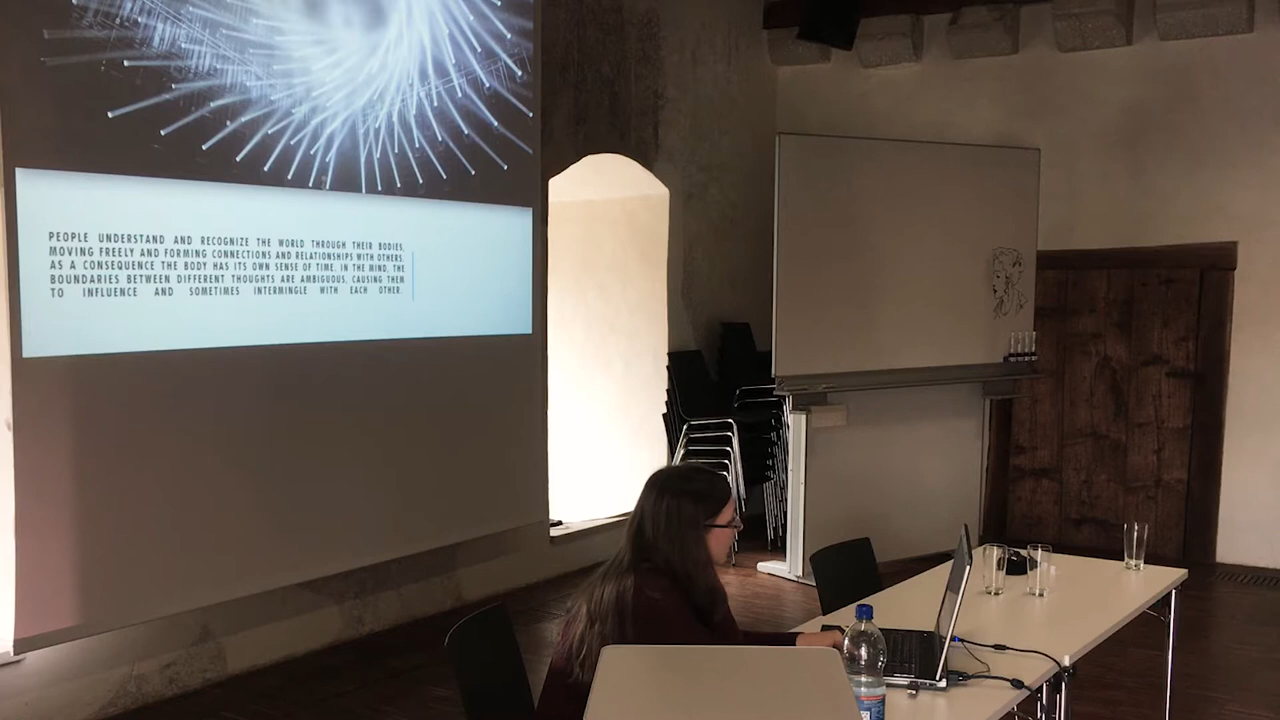 PEOPLE UNDERSTAND AND RECOGNIZE THE WORLD THROUGH THEIR BODIES,
MOVING FREELY AND FORMING CONNECTIONS AND RELATIONSHIPS WITH OTHERS.
AS A CONSEQUENCE THE BODY HAS ITS OWN SENSE OF TIME. IN THE MIND, THE
BOUNDARIES BETWEEN DIFFERENT THOUGHTS ARE AMBIGUOUS, CAUSING THEM
TO INFLUENCE AND SOMETIMES INTERMINGLE WITH EACH OTHER.